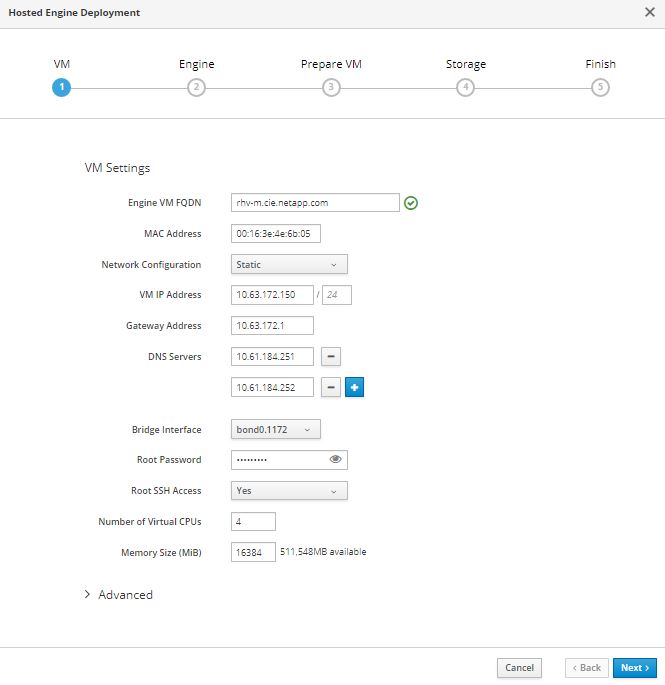 Hosted Engine Deployment
VM Engine Prepare VM Storage Finish
1 2 3 4 5
VM Settings
Engine VM FQDN rhv-m.cie.netapp.com
MAC Address 00:16:3e:4e:6b:05
Network Configuration Static
VM IP Address 10.63.172.150 / 24
Gateway Address 10.63.172.1
DNS Servers 10.61.184.251
10.61.184.252
Bridge Interface bond0.1172
Root Password •••••••••
Root SSH Access Yes
Number of Virtual CPUs 4
Memory Size (MiB) 16384 511,548MB available
Advanced
Cancel < Back Next >